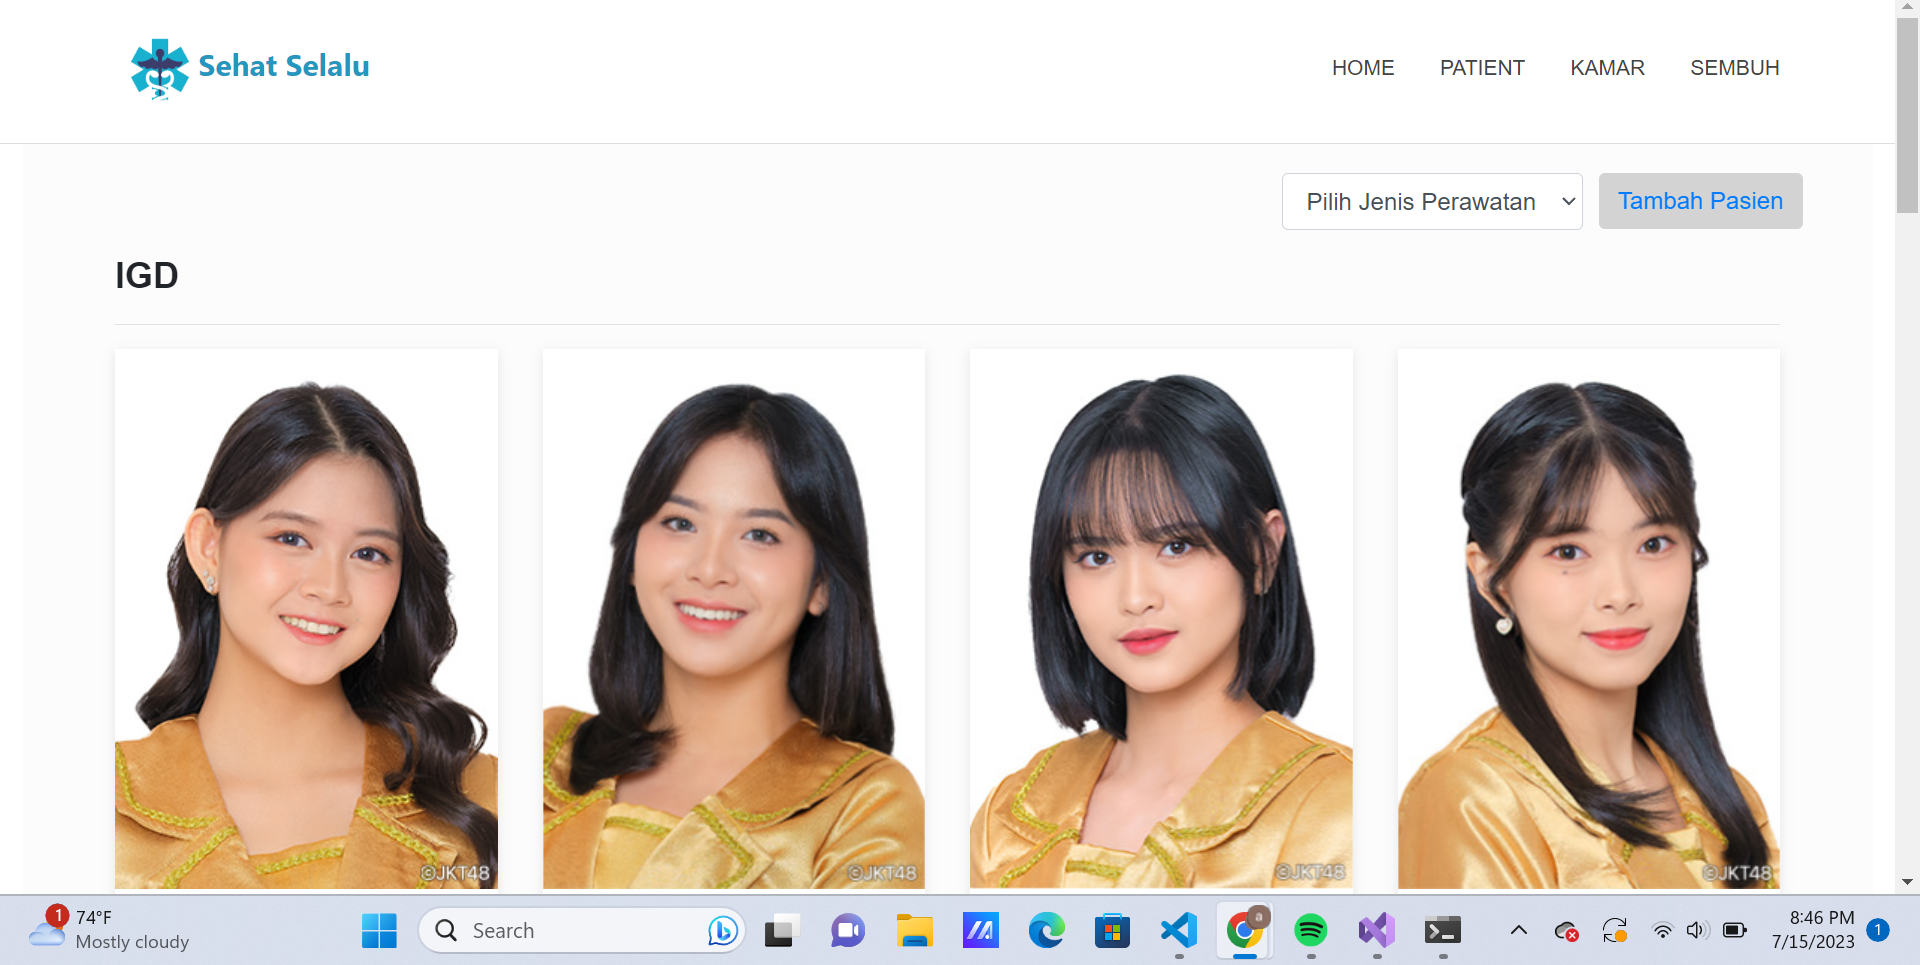 Sehat Selalu
HOME PATIENT KAMAR SEMBUH
Pilih Jenis Perawatan Tambah Pasien
IGD
©JKT48 ©JKT48 ©JKT48 ©JKT48
1 74°F
Mostly cloudy
Search
a
8:46 PM
7/15/2023
1